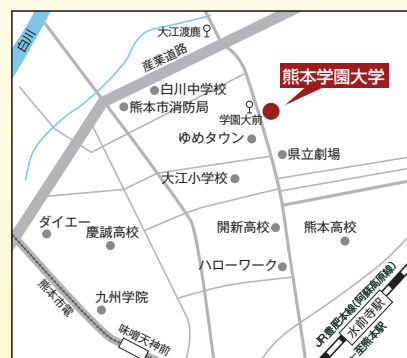 大江渡鹿
白川
産業道路
熊本学園大学
白川中学校
熊本市消防局
学園大前
ゆめタウン
県立劇場
大江小学校
ダイエー
慶誠高校
開新高校
熊本高校
ハローワーク
熊本市電
九州学院
味噌天神前
JR豊肥本線(阿蘇高原線)
水前寺駅
至熊本駅